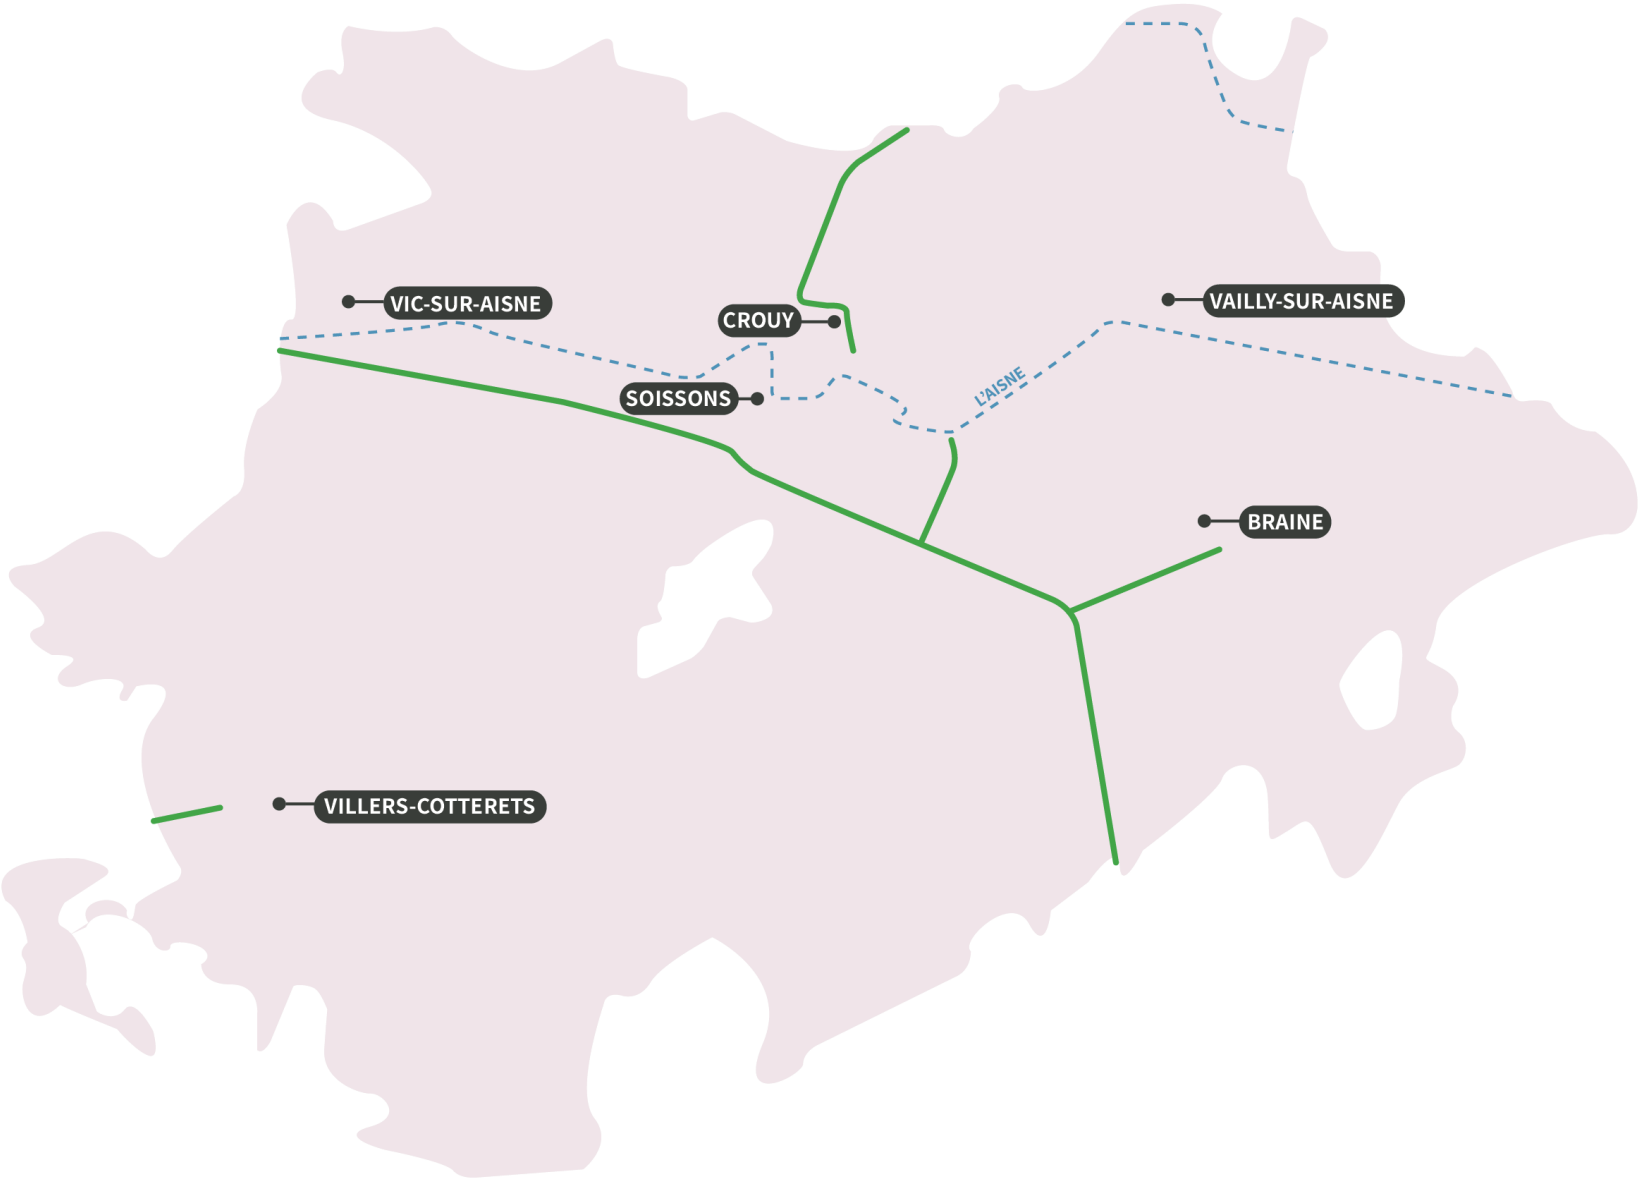 VIC-SUR-AISNE
VAILLY-SUR-AISNE
CROUY
L'AISNE
SOISSONS
BRAINE
VILLERS-COTTERETS